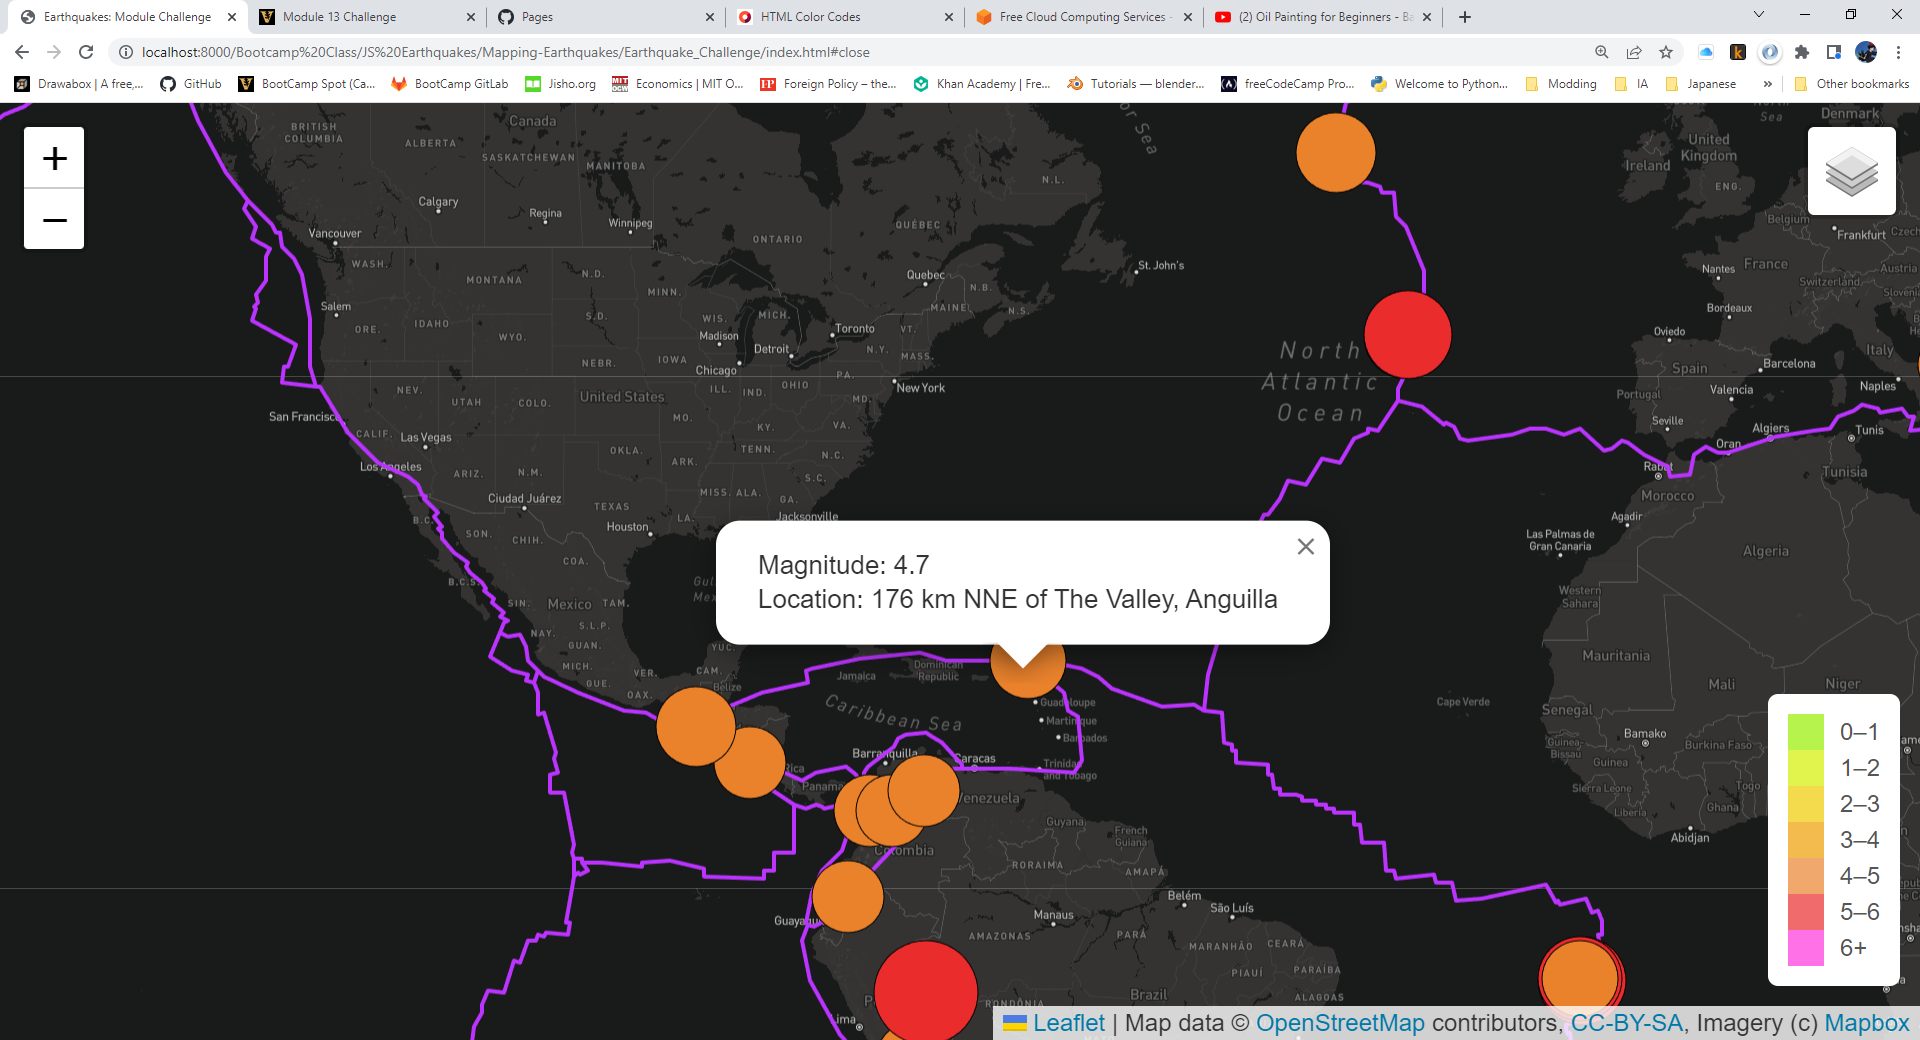 Earthquakes: Module Challenge
Module 13 Challenge
Pages
HTML Color Codes
Free Cloud Computing Services -
(2) Oil Painting for Beginners - Ba
localhost:8000/Bootcamp%20Class/JS%20Earthquakes/Mapping-Earthquakes/Earthquake_Challenge/index.html#close
Drawabox | A free,...
GitHub
BootCamp Spot (Ca...
BootCamp GitLab
Jisho.org
Economics | MIT O...
Foreign Policy – the...
Khan Academy | Fre...
Tutorials — blender...
freeCodeCamp Pro...
Welcome to Python...
Modding
IA
Japanese
»
Other bookmarks
+
−
BRITISH
COLUMBIA
Canada
ALBERTA
SASKATCHEWAN
MANITOBA
N.L.
Calgary
Regina
Winnipeg
Vancouver
ONTARIO
QUÉBEC
St. John's
WASH.
MONTANA
N.D.
MINN.
Quebec
N.B.
MAINE
N.S.
Salem
ORE.
IDAHO
WYO.
S.D.
WIS.
MICH.
Madison
Detroit
Toronto
VT.
N.Y.
MASS.
NEBR.
IOWA
Chicago
ILL.
IND.
OHIO
PA.
New York
NEV.
UTAH
COLO.
United States
MO.
MD.
San Francisco
CALIF.
Las Vegas
KY.
VA.
Los Angeles
ARIZ.
N.M.
OKLA.
ARK.
TENN.
N.C.
S.C.
Ciudad Juárez
TEXAS
MISS.
ALA.
GA.
B.C.
SON.
CHIH.
Houston
LA.
Jacksonville
COA.
B.C.S.
SIN.
Mexico
TAM.
NAY.
S.L.P.
GUAN.
MICH.
VER.
YUC.
GUE.
OAX.
CAM.
Belize
North
Atlantic
Ocean
Denmark
United
Kingdom
Ireland
ENG.
Belgium
Frankfurt
Czech
Nantes
France
Austria
Switzerland
Bordeaux
Oviedo
Italy
Barcelona
Spain
Valencia
Naples
Portugal
Seville
Algiers
Tunis
Oran
Rabat
Tunisia
Morocco
Agadir
Las Palmas de
Gran Canaria
Algeria
Western
Sahara
Magnitude: 4.7
Location: 176 km NNE of The Valley, Anguilla
×
Jamaica
Dominican
Republic
Guadeloupe
Martinique
Barbados
Caribbean Sea
Barranquilla
Caracas
Trinidad
and Tobago
Panama
Venezuela
Guyana
French
Guiana
Colombia
RORAIMA
AMAPÁ
Belém
São Luís
Manaus
AMAZONAS
PARÁ
MARANHÃO
CEARÁ
PIAUÍ
PARAÍBA
ALAGOAS
RONDÔNIA
Brazil
Lima
Mauritania
Mali
Niger
Cape Verde
Senegal
Bamako
Guinea
Bissau
Burkina Faso
Guinea
Togo
Sierra Leone
Ghana
Liberia
Abidjan
0–1
1–2
2–3
3–4
4–5
5–6
6+
Leaflet | Map data © OpenStreetMap contributors, CC-BY-SA, Imagery (c) Mapbox